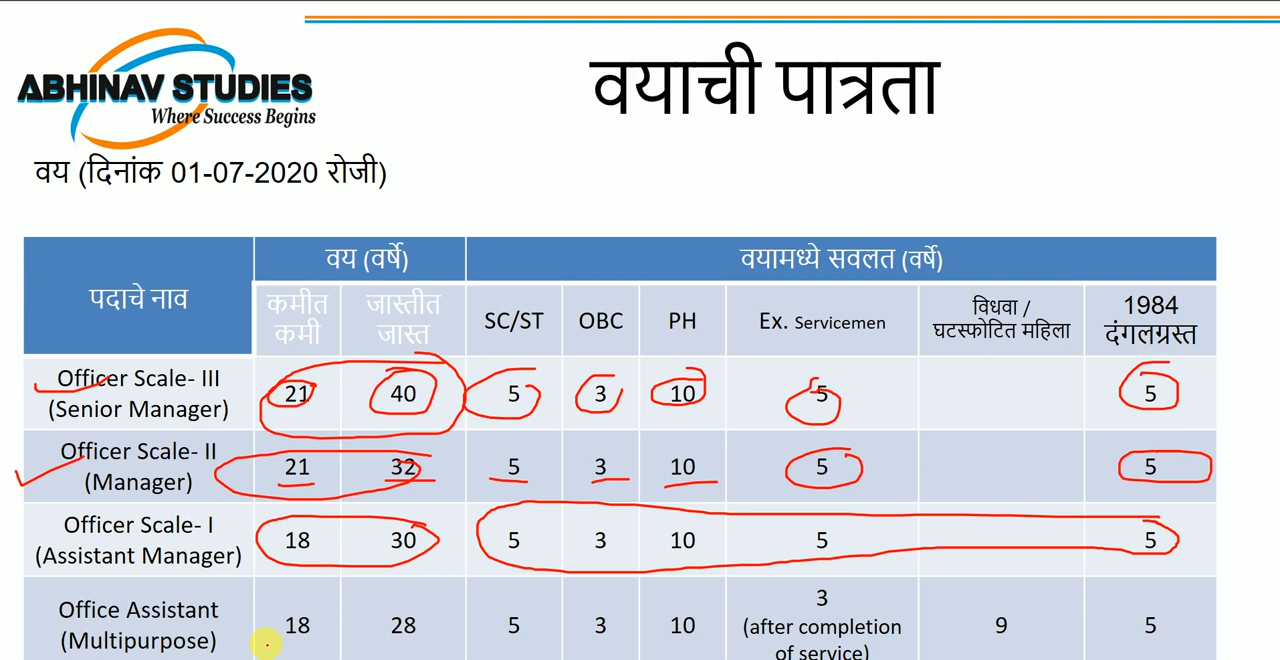 ABHINAV STUDIES
Where Success Begins
वयाची पात्रता
वय (दिनांक 01-07-2020 रोजी)
पदाचे नाव
वय (वर्षे)
वयामध्ये सवलत (वर्षे)
कमीत
कमी
जास्तीत
जास्त
SC/ST
OBC
PH
Ex. Servicemen
विधवा /
घटस्फोटित महिला
1984
दंगलग्रस्त
Officer Scale- III
(Senior Manager)
21 40 5 3 10 5 5
Officer Scale- II
(Manager)
21 32 5 3 10 5 5
Officer Scale- I
(Assistant Manager)
18 30 5 3 10 5 5
Office Assistant
(Multipurpose)
18 28 5 3 10
3
(after completion
of service)
9 5